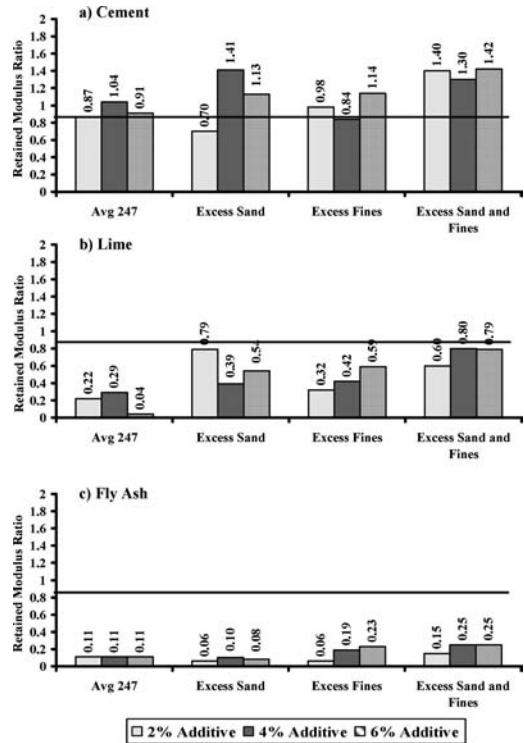 a) Cement
Retained Modulus Ratio
2
1.8
1.6
1.4
1.2
1
0.8
0.6
0.4
0.2
0
0.87
1.04
0.91
0.70
1.41
1.13
0.98
0.84
1.14
1.40
1.30
1.42
Avg 247
Excess Sand
Excess Fines
Excess Sand and
Fines
b) Lime
Retained Modulus Ratio
2
1.8
1.6
1.4
1.2
1
0.8
0.6
0.4
0.2
0
0.22
0.29
0.04
0.79
0.39
0.54
0.32
0.42
0.59
0.60
0.80
0.79
Avg 247
Excess Sand
Excess Fines
Excess Sand and
Fines
c) Fly Ash
Retained Modulus Ratio
2
1.8
1.6
1.4
1.2
1
0.8
0.6
0.4
0.2
0
0.11
0.11
0.11
0.06
0.10
0.08
0.06
0.19
0.23
0.15
0.25
0.25
Avg 247
Excess Sand
Excess Fines
Excess Sand and
Fines
2% Additive
4% Additive
6% Additive